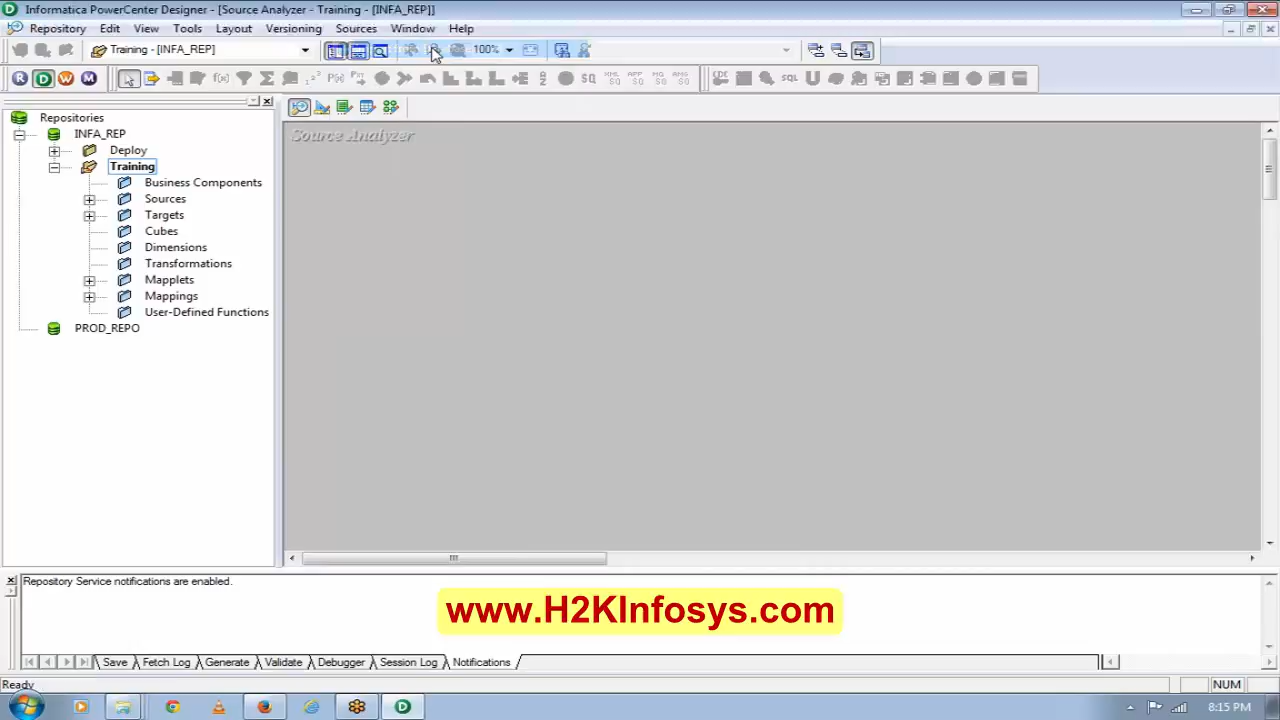 Informatica PowerCenter Designer - [Source Analyzer - Training - [INFA_REP]]
Repository Edit View Tools Layout Versioning Sources Window Help
Training - [INFA_REP] 100%
R D W M
Source Analyzer
Repositories
INFA_REP
Deploy
Training
Business Components
Sources
Targets
Cubes
Dimensions
Transformations
Mapplets
Mappings
User-Defined Functions
PROD_REPO
Repository Service notifications are enabled.
www.H2KInfosys.com
Save Fetch Log Generate Validate Debugger Session Log Notifications
Ready NUM
8:15 PM